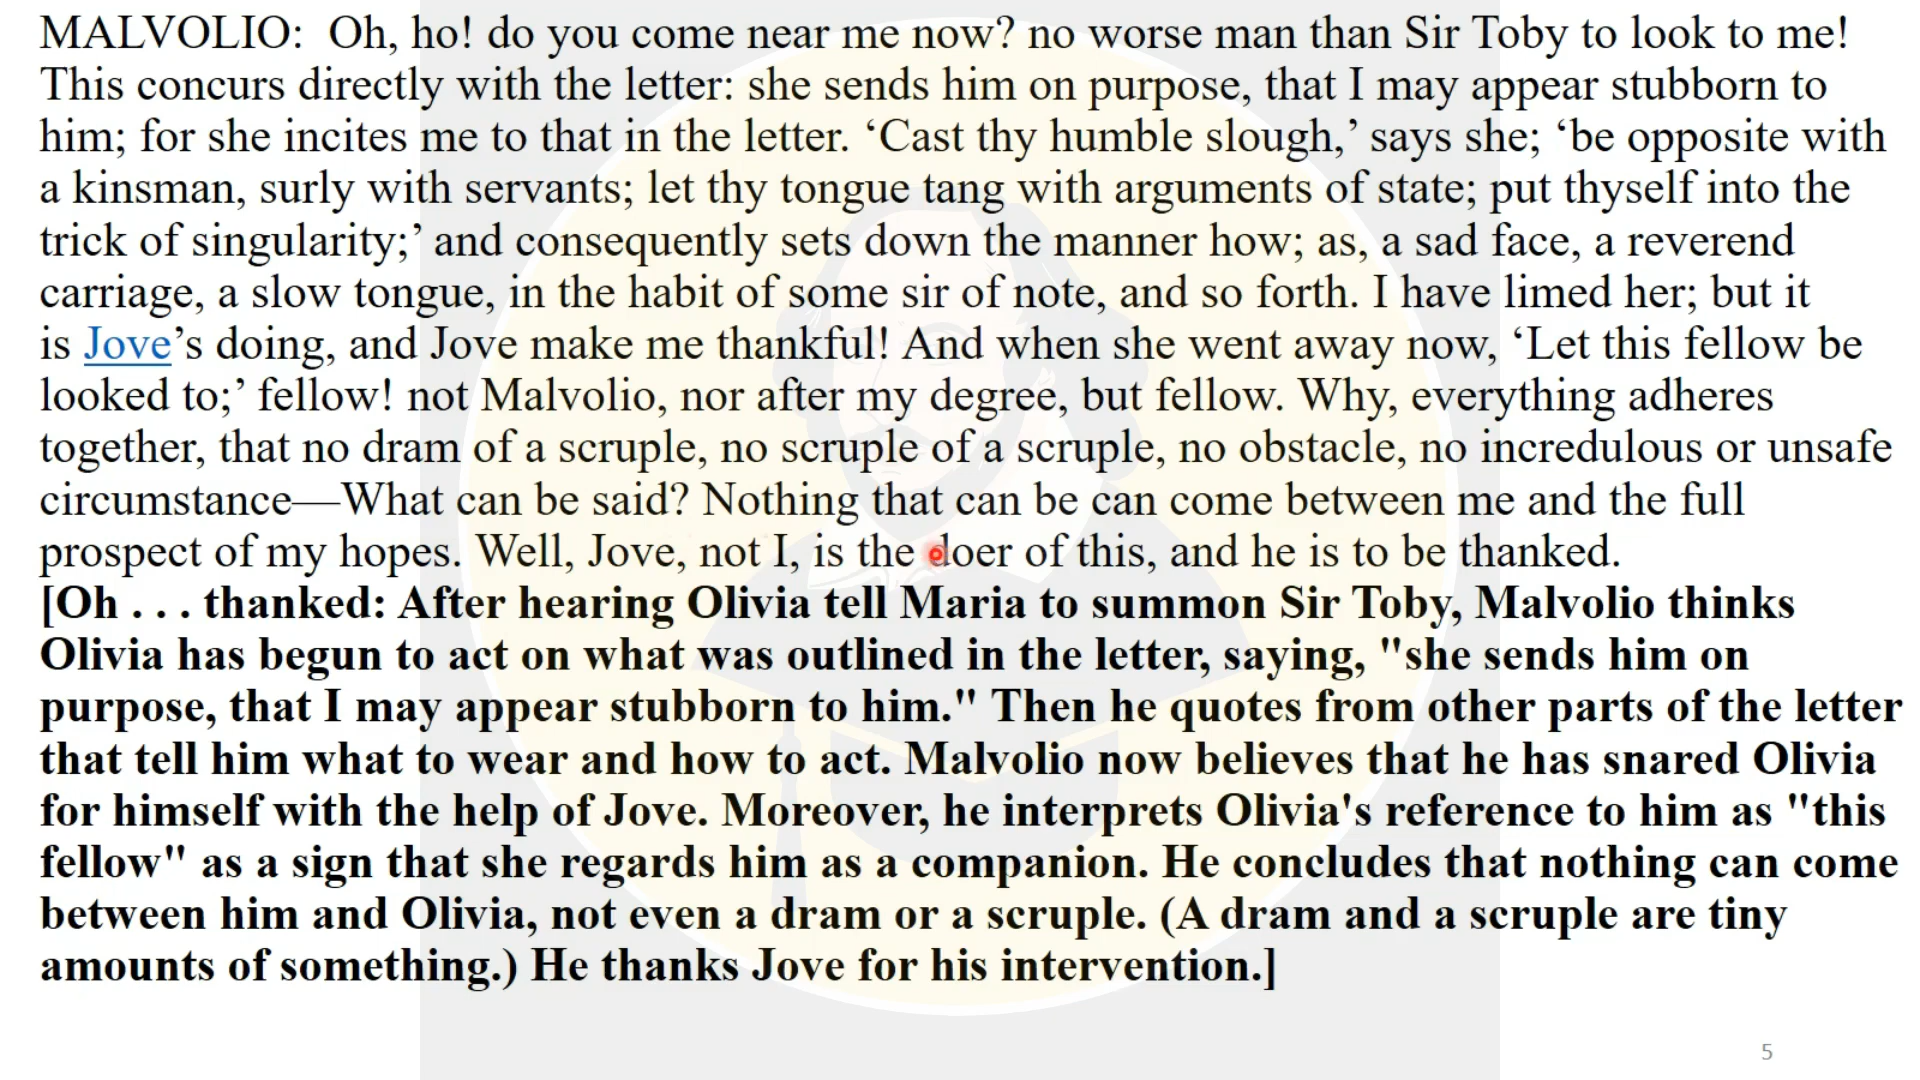 MALVOLIO:  Oh, ho! do you come near me now? no worse man than Sir Toby to look to me!
This concurs directly with the letter: she sends him on purpose, that I may appear stubborn to
him; for she incites me to that in the letter. ‘Cast thy humble slough,’ says she; ‘be opposite with
a kinsman, surly with servants; let thy tongue tang with arguments of state; put thyself into the
trick of singularity;’ and consequently sets down the manner how; as, a sad face, a reverend
carriage, a slow tongue, in the habit of some sir of note, and so forth. I have limed her; but it
is Jove’s doing, and Jove make me thankful! And when she went away now, ‘Let this fellow be
looked to;’ fellow! not Malvolio, nor after my degree, but fellow. Why, everything adheres
together, that no dram of a scruple, no scruple of a scruple, no obstacle, no incredulous or unsafe
circumstance—What can be said? Nothing that can be can come between me and the full
prospect of my hopes. Well, Jove, not I, is the doer of this, and he is to be thanked.
[Oh . . . thanked: After hearing Olivia tell Maria to summon Sir Toby, Malvolio thinks
Olivia has begun to act on what was outlined in the letter, saying, "she sends him on
purpose, that I may appear stubborn to him." Then he quotes from other parts of the letter
that tell him what to wear and how to act. Malvolio now believes that he has snared Olivia
for himself with the help of Jove. Moreover, he interprets Olivia's reference to him as "this
fellow" as a sign that she regards him as a companion. He concludes that nothing can come
between him and Olivia, not even a dram or a scruple. (A dram and a scruple are tiny
amounts of something.) He thanks Jove for his intervention.]
5